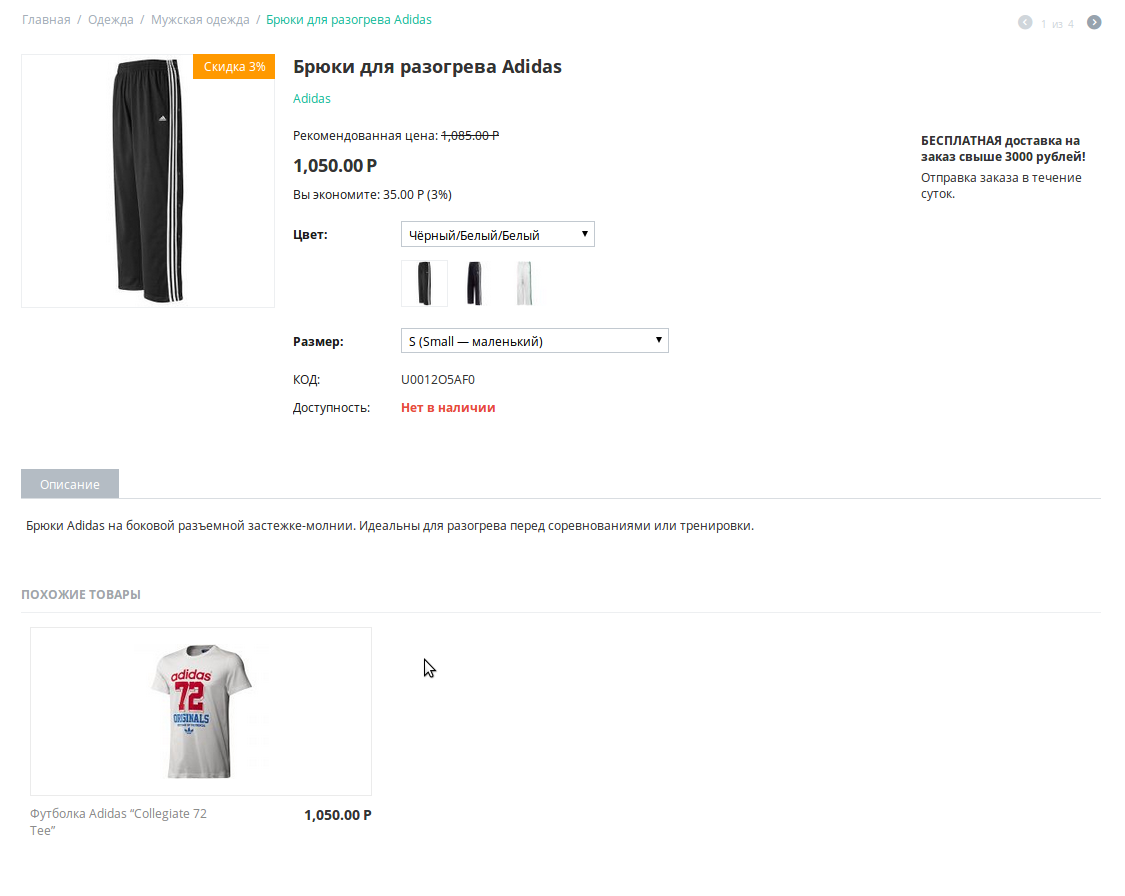 Главная / Одежда / Мужская одежда / Брюки для разогрева Adidas
1 из 4
Скидка 3%
Брюки для разогрева Adidas
Adidas
Рекомендованная цена: 1,085.00 Р
1,050.00 Р
Вы экономите: 35.00 Р (3%)
БЕСПЛАТНАЯ доставка на
заказ свыше 3000 рублей!
Отправка заказа в течение
суток.
Цвет: Чёрный/Белый/Белый
Размер: S (Small — маленький)
КОД: U0012O5AF0
Доступность: Нет в наличии
Описание
Брюки Adidas на боковой разъемной застежке-молнии. Идеальны для разогрева перед соревнованиями или тренировки.
ПОХОЖИЕ ТОВАРЫ
adidas
72
ORIGINALS
Футболка Adidas “Collegiate 72
Tee”
1,050.00 Р